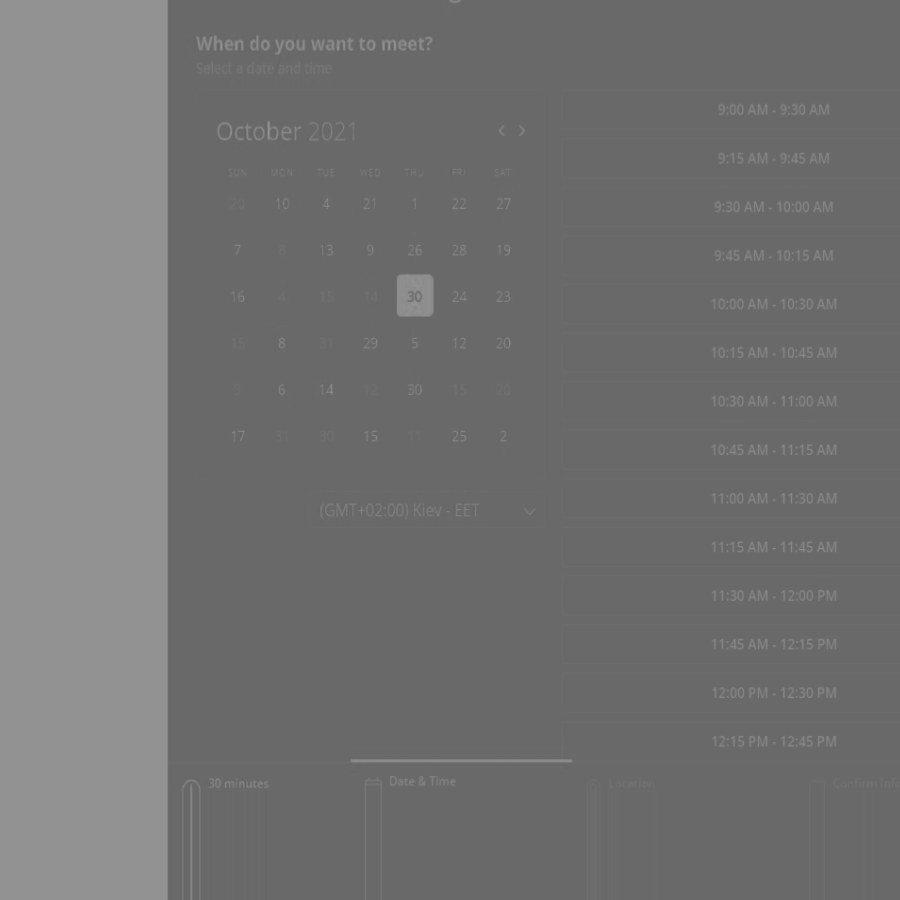 When do you want to meet?
Select a date and time
October 2021
SUN MON TUE WED THU FRI SAT
10 4 21 1 22 27
7 13 9 26 28 19
16 4 15 14 30 24 23
15 8 31 29 5 12 20
3 6 14 12 30 18 20
17 31 30 15 11 25 2
(GMT+02:00) Kiev - EET
9:00 AM - 9:30 AM
9:15 AM - 9:45 AM
9:30 AM - 10:00 AM
9:45 AM - 10:15 AM
10:00 AM - 10:30 AM
10:15 AM - 10:45 AM
10:30 AM - 11:00 AM
10:45 AM - 11:15 AM
11:00 AM - 11:30 AM
11:15 AM - 11:45 AM
11:30 AM - 12:00 PM
11:45 AM - 12:15 PM
12:00 PM - 12:30 PM
12:15 PM - 12:45 PM
30 minutes
Date & Time
Location
Confirm